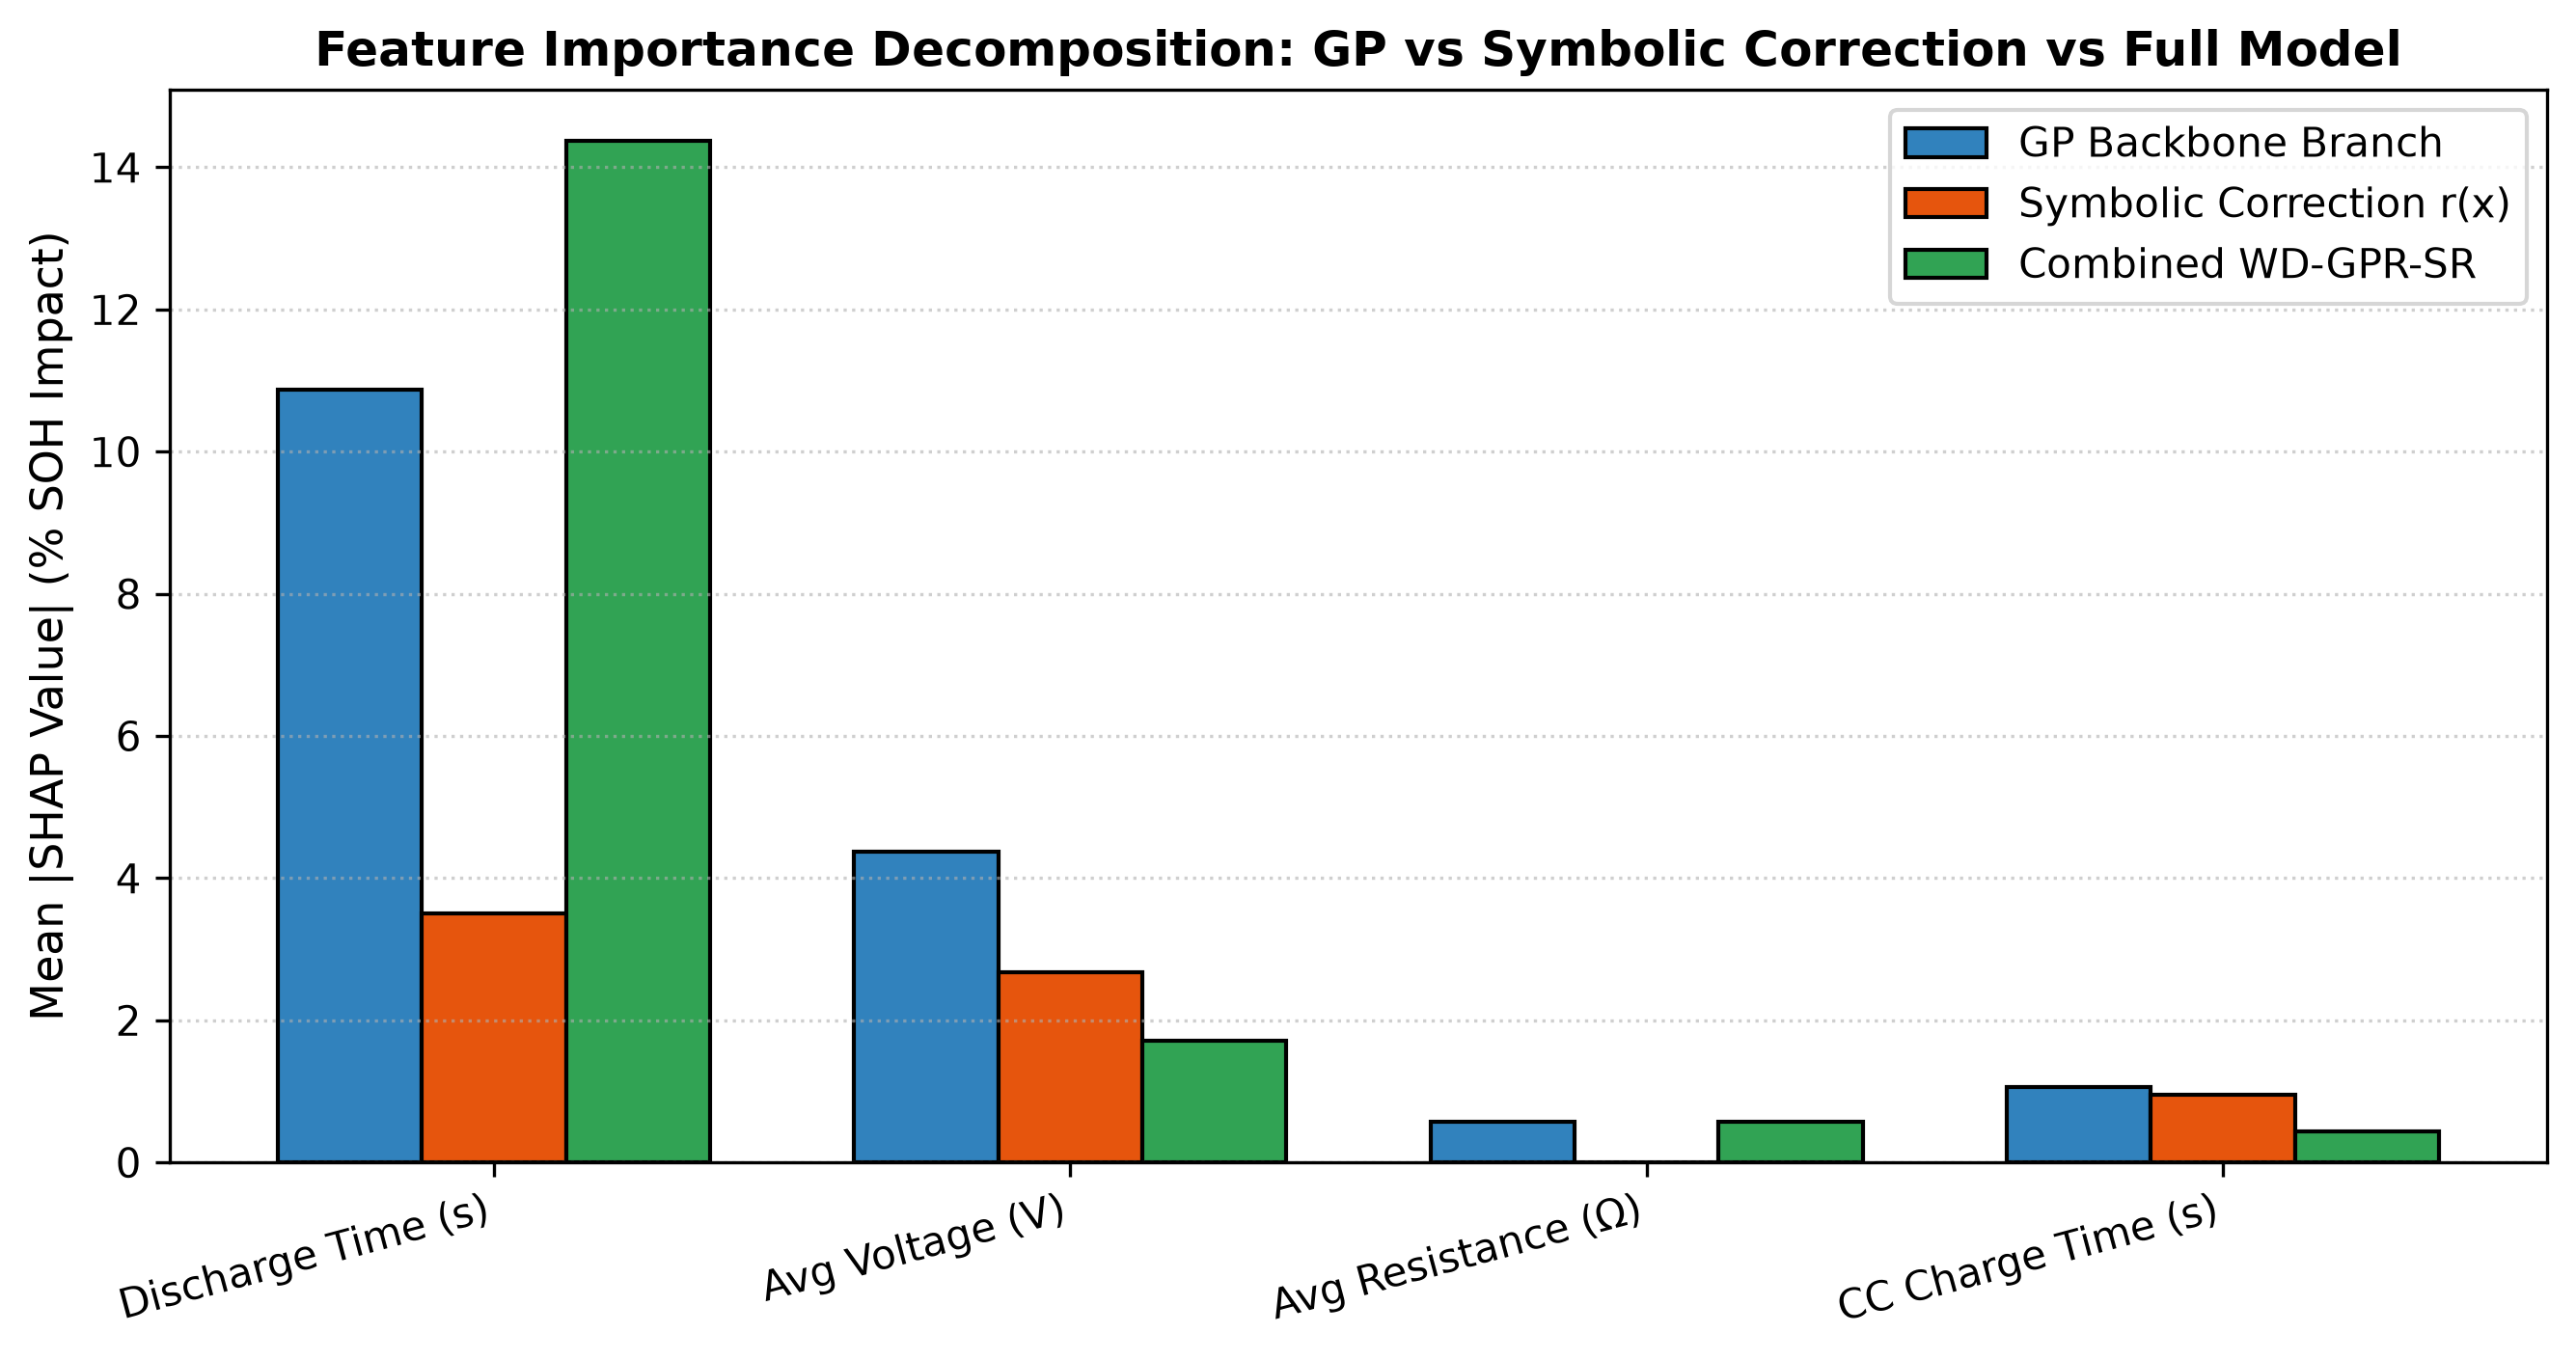 Feature Importance Decomposition: GP vs Symbolic Correction vs Full Model
GP Backbone Branch
Symbolic Correction r(x)
Combined WD-GPR-SR
Mean |SHAP Value| (% SOH Impact)
14
12
10
8
6
4
2
0
Discharge Time (s)
Avg Voltage (V)
Avg Resistance (Ω)
CC Charge Time (s)